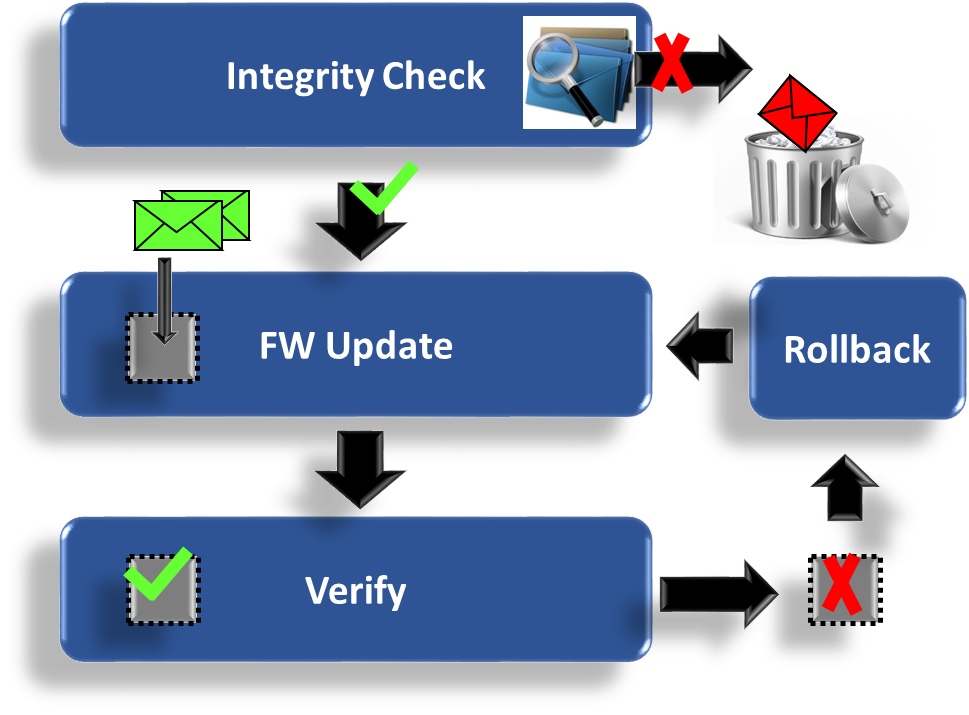 Integrity Check
FW Update
Rollback
Verify